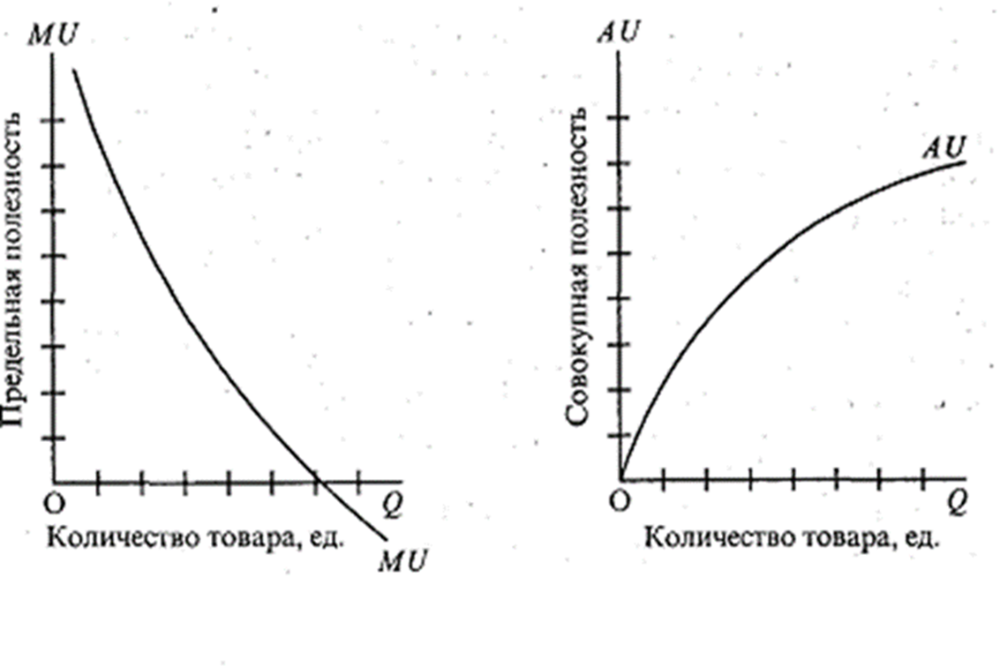 MU
Предельная полезность
O
Q
Количество товара, ед.
MU
AU
Совокупная полезность
AU
O
Q
Количество товара, ед.